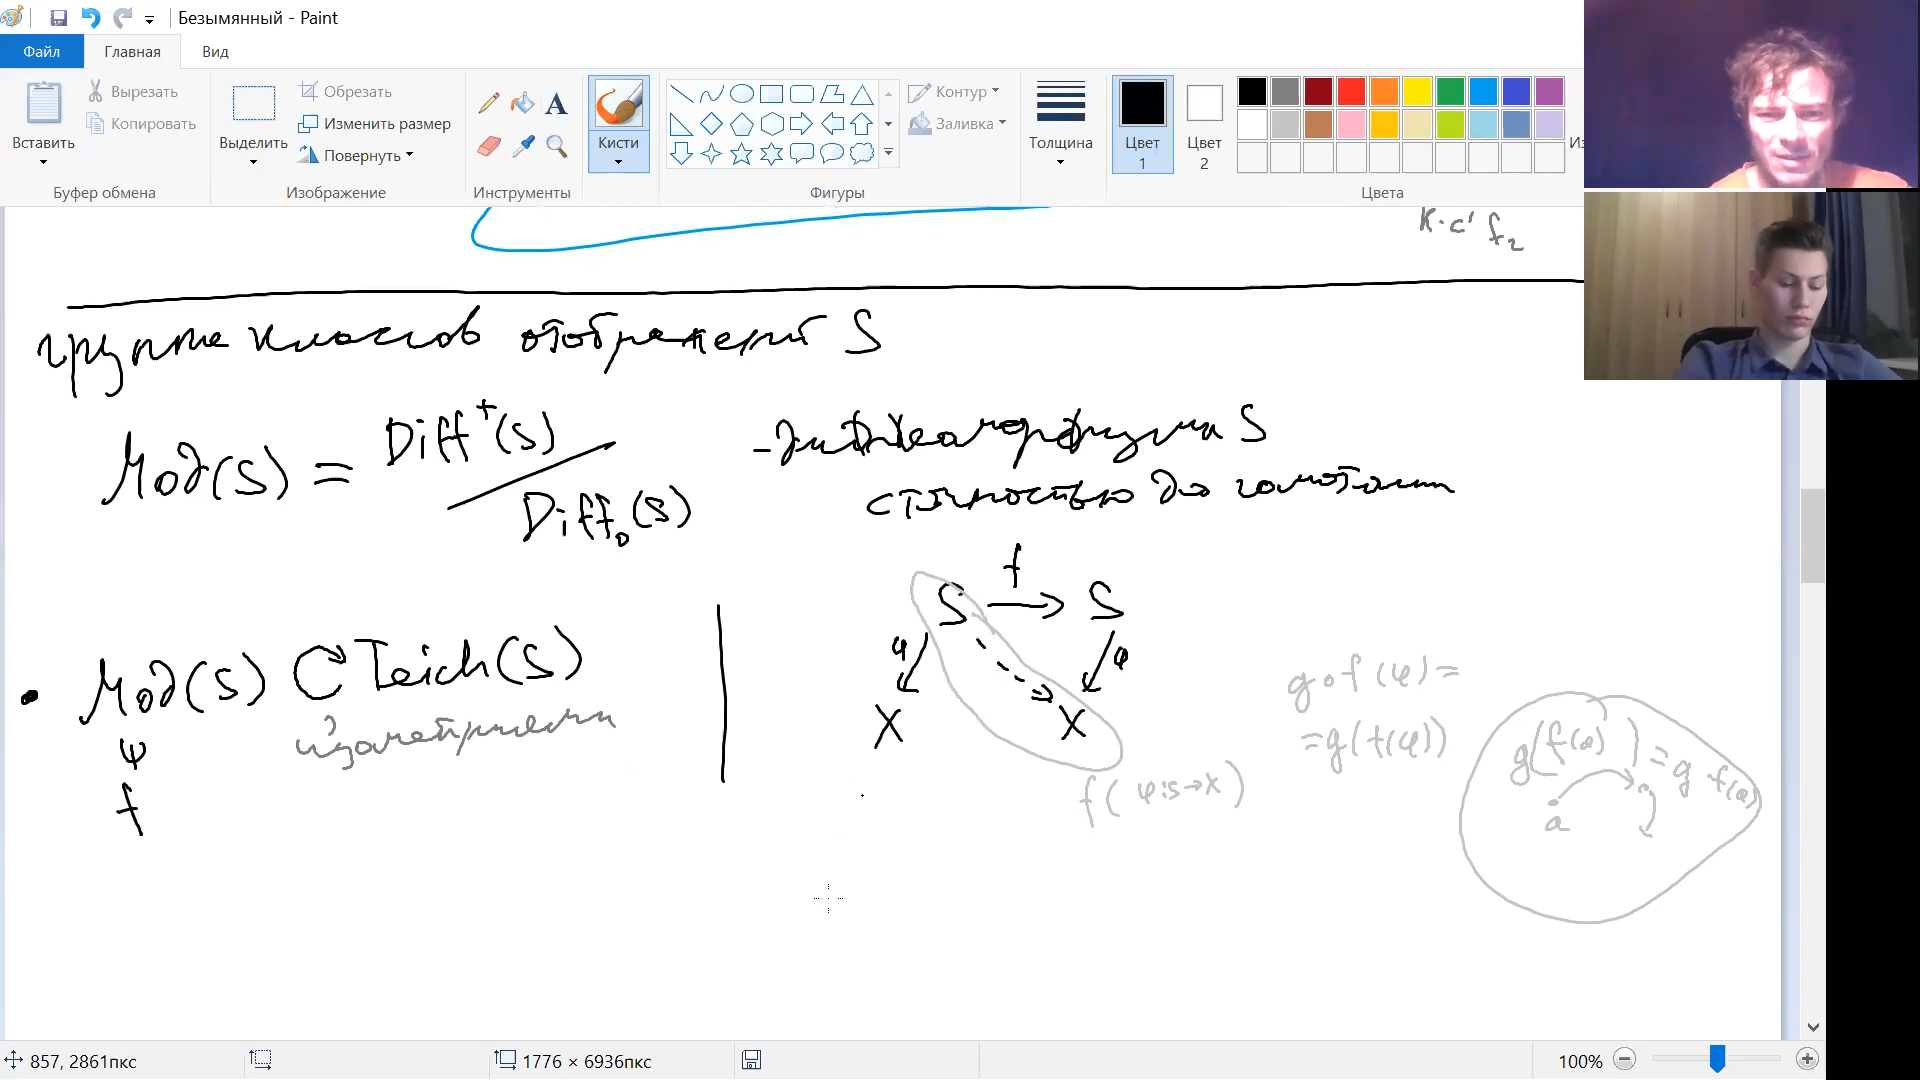 Безымянный - Paint
Файл Главная Вид
Вставить
Вырезать
Копировать
Буфер обмена
Выделить
Обрезать
Изменить размер
Повернуть
Изображение
Инструменты
Кисти
Фигуры
Контур
Заливка
Толщина
Цвет 1
Цвет 2
Цвета
Из
K·c' f₂
группа классов отображений S
Mod(S) = Diff⁺(S) / Diff₀(S)
- диффеоморфизмы S
с точностью до гомотопии
f
S → S
φ φ
X X
f(φ:S→X)
• Mod(S) ↻ Teich(S)
изометриями
ψ
f
g∘f(φ)=
=g(f(φ))
g(f(a))=g f(a)
a
857, 2861пкс
1776 × 6936пкс
100%